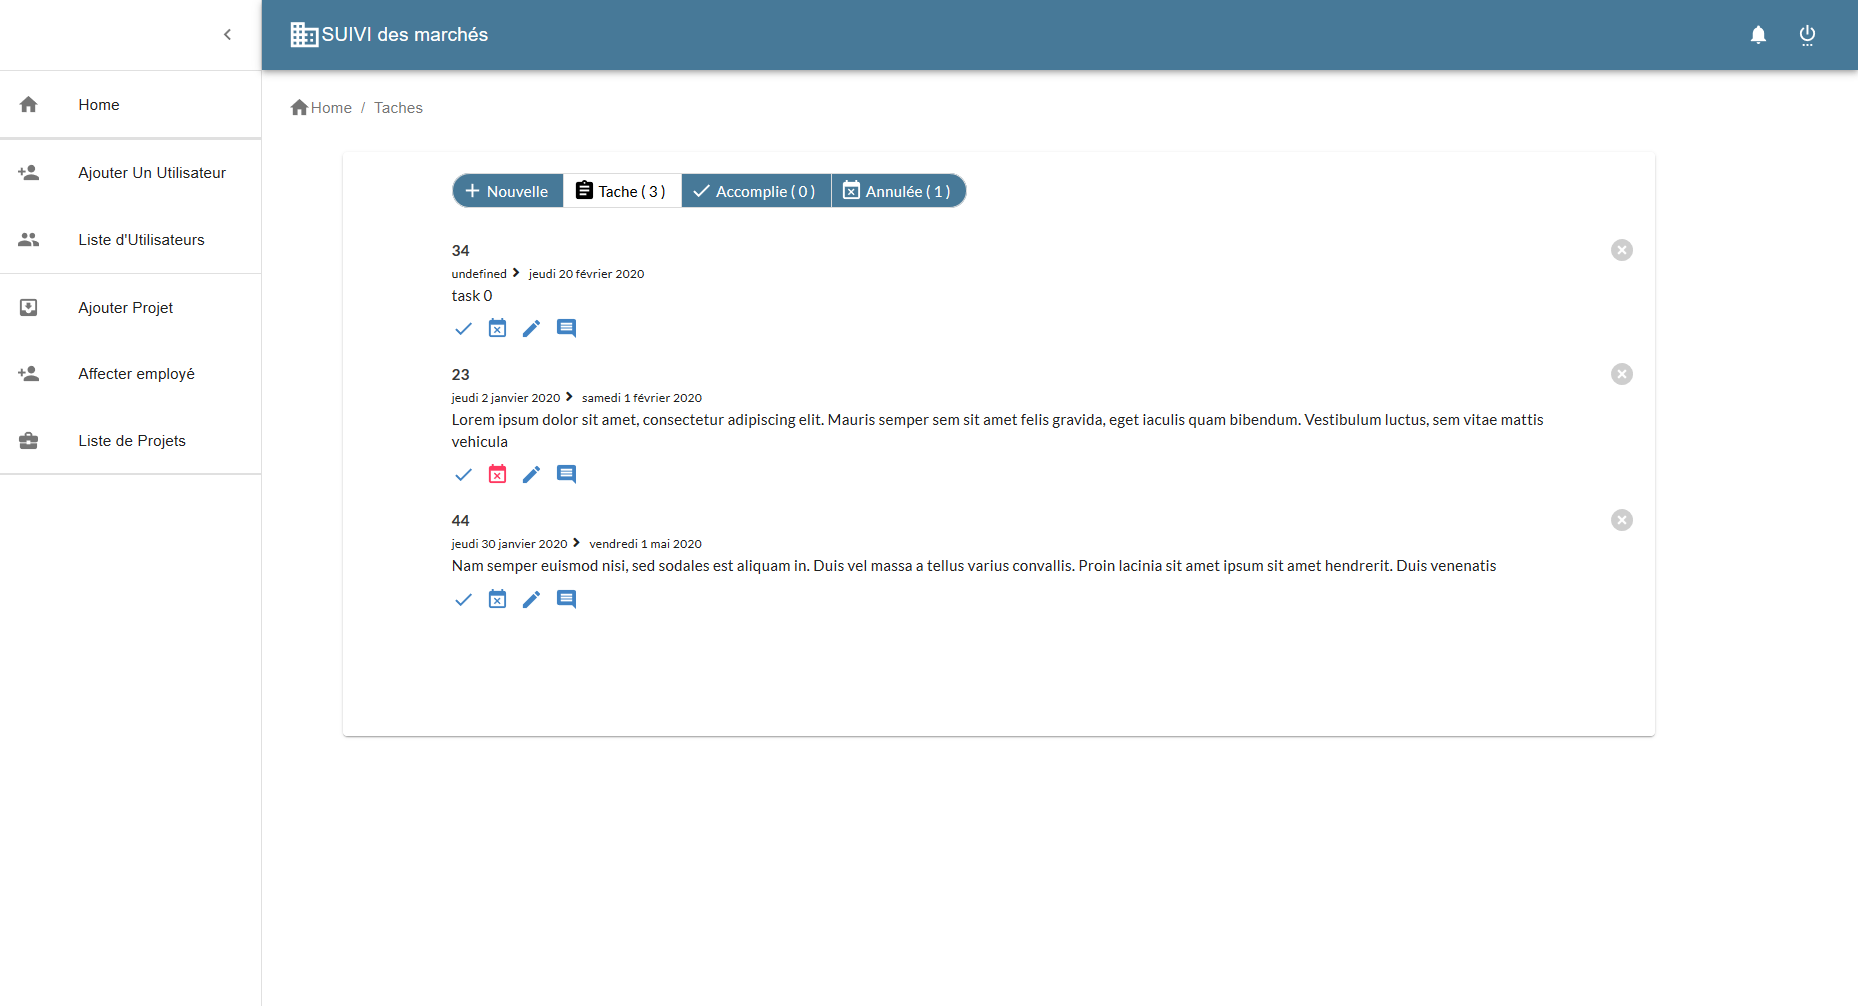 SUIVI des marchés
Home
Ajouter Un Utilisateur
Liste d'Utilisateurs
Ajouter Projet
Affecter employé
Liste de Projets
Home / Taches
Nouvelle
Tache ( 3 )
Accomplie ( 0 )
Annulée ( 1 )
34
undefined jeudi 20 février 2020
task 0
23
jeudi 2 janvier 2020 samedi 1 février 2020
Lorem ipsum dolor sit amet, consectetur adipiscing elit. Mauris semper sem sit amet felis gravida, eget iaculis quam bibendum. Vestibulum luctus, sem vitae mattis
vehicula
44
jeudi 30 janvier 2020 vendredi 1 mai 2020
Nam semper euismod nisi, sed sodales est aliquam in. Duis vel massa a tellus varius convallis. Proin lacinia sit amet ipsum sit amet hendrerit. Duis venenatis